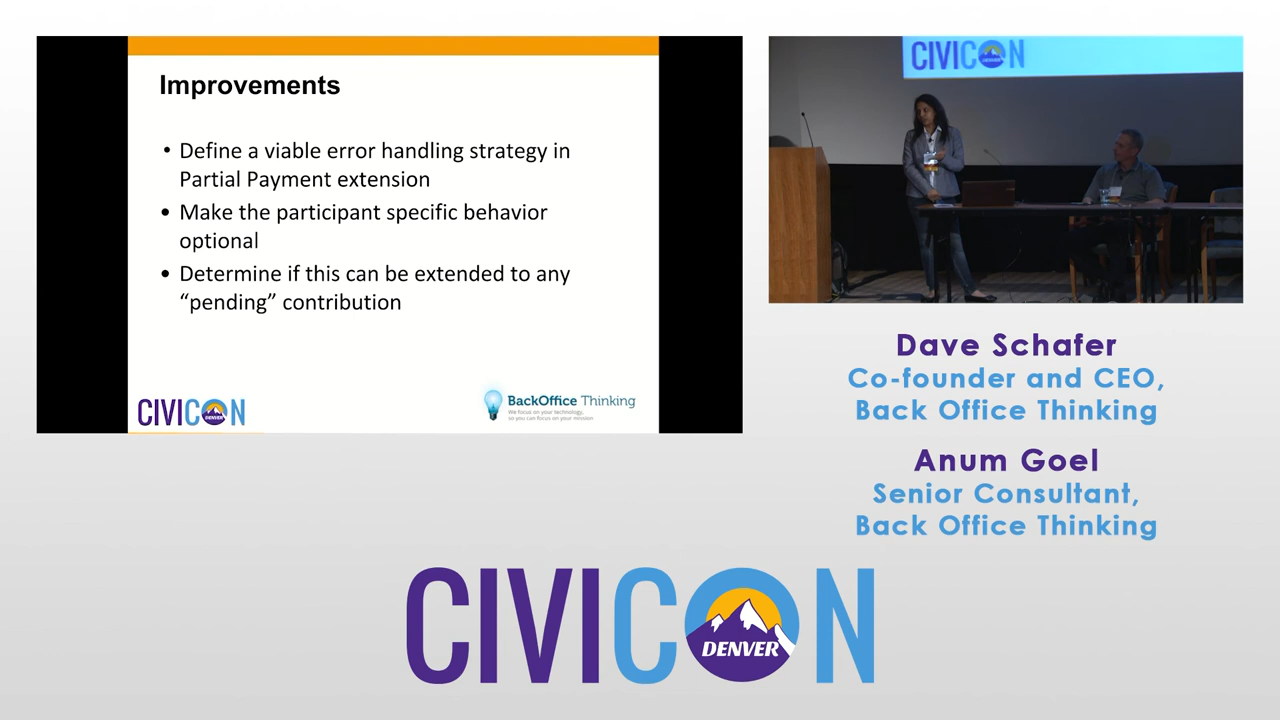 Improvements
• Define a viable error handling strategy in
Partial Payment extension
• Make the participant specific behavior
optional
• Determine if this can be extended to any
“pending” contribution
CIVICON
DENVER
BackOffice Thinking
We focus on your technology,
so you can focus on your mission
CIVICON
Dave Schafer
Co-founder and CEO,
Back Office Thinking
Anum Goel
Senior Consultant,
Back Office Thinking
CIVICON
DENVER